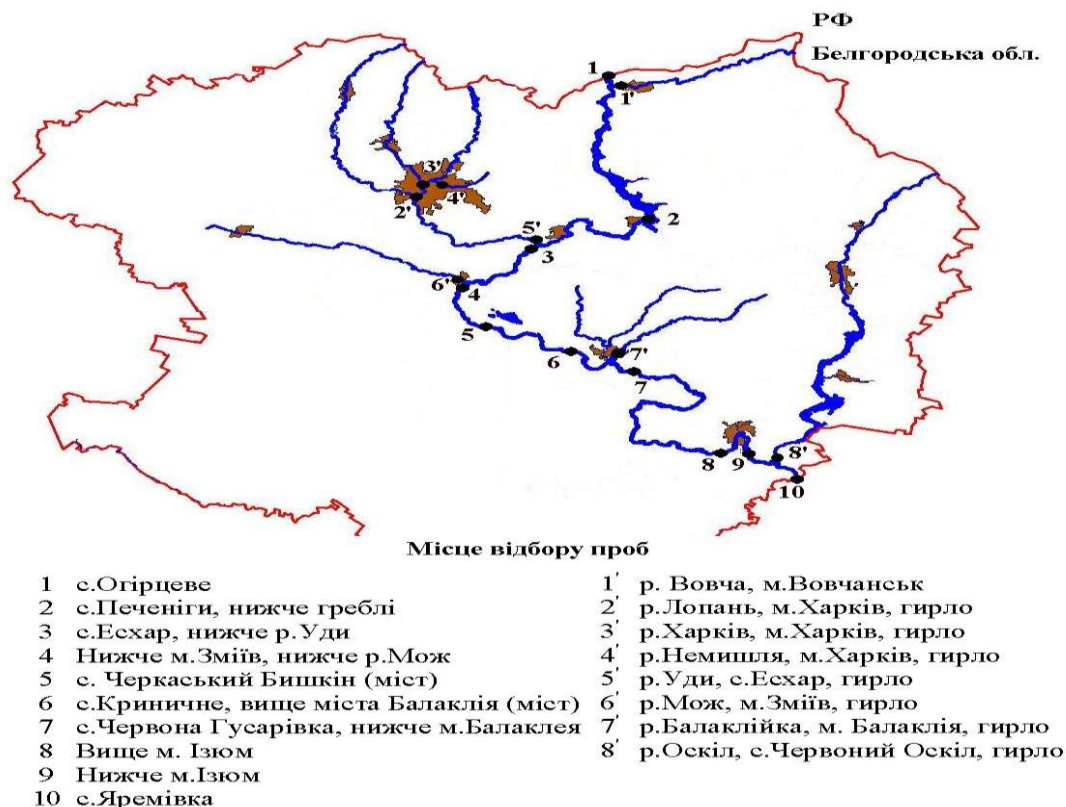 РФ
Белгородська обл.
1
1'
3'
4'
2'
2
5'
3
6'
4
5
6
7'
7
8
9
8'
10
Місце відбору проб
1 с.Огірцеве
2 с.Печеніги, нижче греблі
3 с.Есхар, нижче р.Уди
4 Нижче м.Зміїв, нижче р.Мож
5 с. Черкаський Бишкін (міст)
6 с.Криничне, вище міста Балаклія (міст)
7 с.Червона Гусарівка, нижче м.Балаклея
8 Вище м. Ізюм
9 Нижче м.Ізюм
10 с.Яремівка
1' р. Вовча, м.Вовчанськ
2' р.Лопань, м.Харків, гирло
3' р.Харків, м.Харків, гирло
4' р.Немишля, м.Харків, гирло
5' р.Уди, с.Есхар, гирло
6' р.Мож, м.Зміїв, гирло
7' р.Балаклійка, м. Балаклія, гирло
8' р.Оскіл, с.Червоний Оскіл, гирло